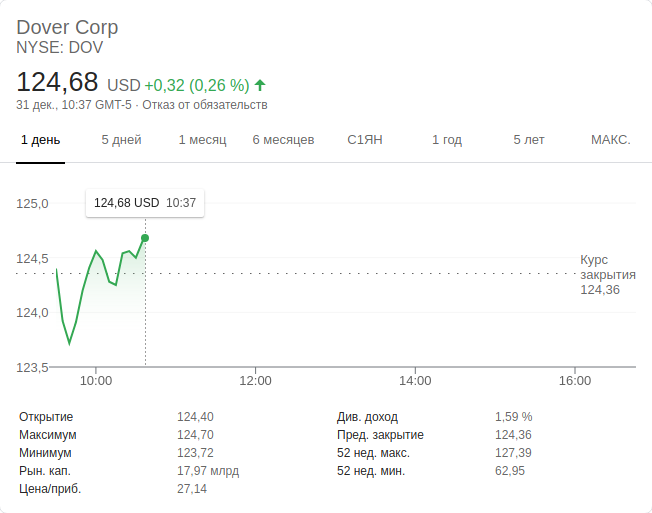 Dover Corp
NYSE: DOV
124,68 USD +0,32 (0,26 %)
31 дек., 10:37 GMT-5 · Отказ от обязательств
1 день 5 дней 1 месяц 6 месяцев С1ЯН 1 год 5 лет МАКС.
124,68 USD 10:37
125,0
124,5
124,0
123,5
Курс
закрытия
124,36
10:00 12:00 14:00 16:00
Открытие 124,40 Див. доход 1,59 %
Максимум 124,70 Пред. закрытие 124,36
Минимум 123,72 52 нед. макс. 127,39
Рын. кап. 17,97 млрд 52 нед. мин. 62,95
Цена/приб. 27,14